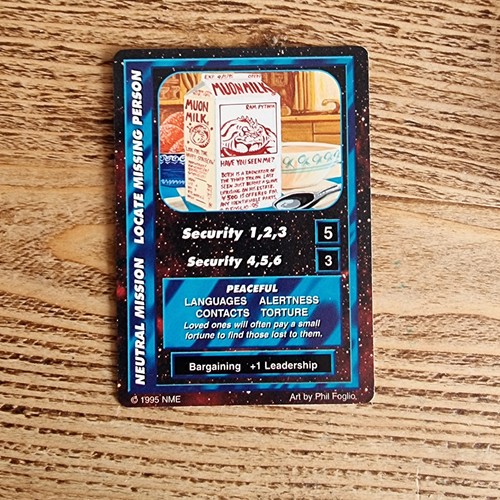 NEUTRAL MISSION LOCATE MISSING PERSON
MUON MILK
MUON
MILK
HAVE YOU SEEN ME?
Security 1,2,3 5
Security 4,5,6 3
PEACEFUL
LANGUAGES ALERTNESS
CONTACTS TORTURE
Loved ones will often pay a small
fortune to find those lost to them.
Bargaining +1 Leadership
© 1995 NME Art by Phil Foglio